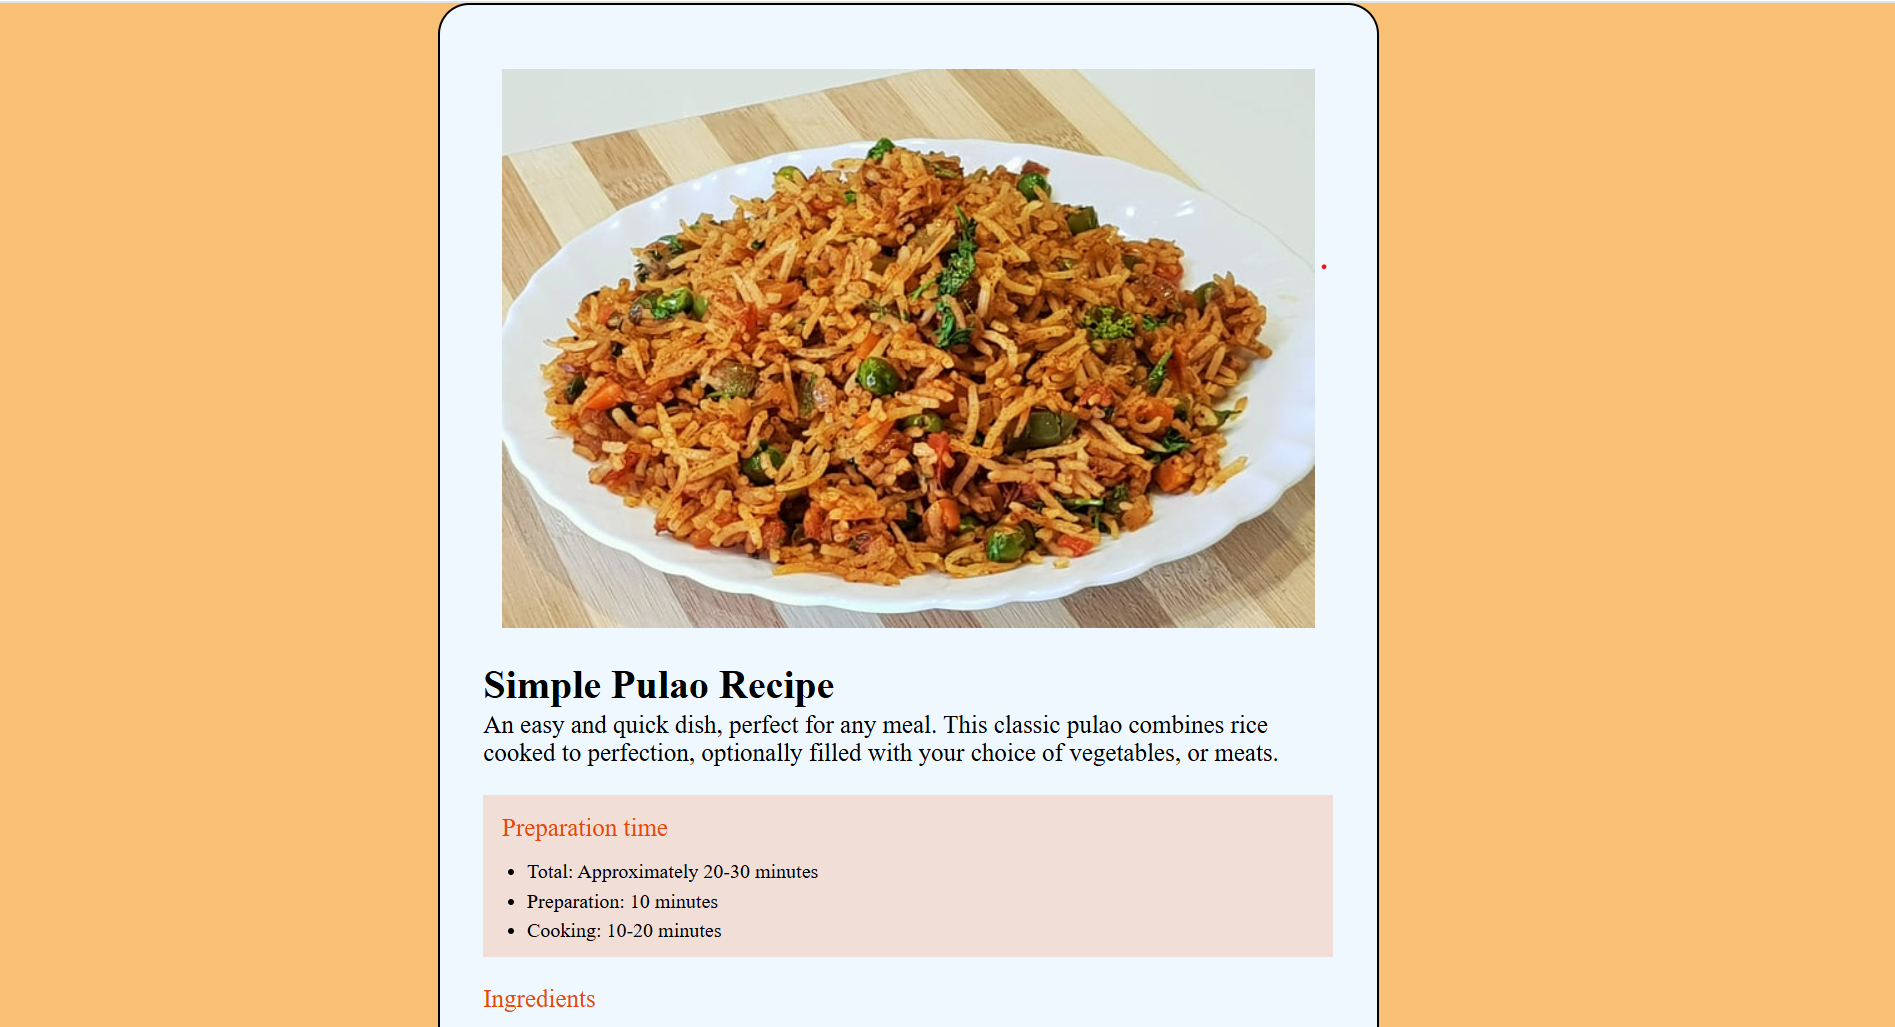 Simple Pulao Recipe
An easy and quick dish, perfect for any meal. This classic pulao combines rice
cooked to perfection, optionally filled with your choice of vegetables, or meats.
Preparation time
• Total: Approximately 20-30 minutes
• Preparation: 10 minutes
• Cooking: 10-20 minutes
Ingredients